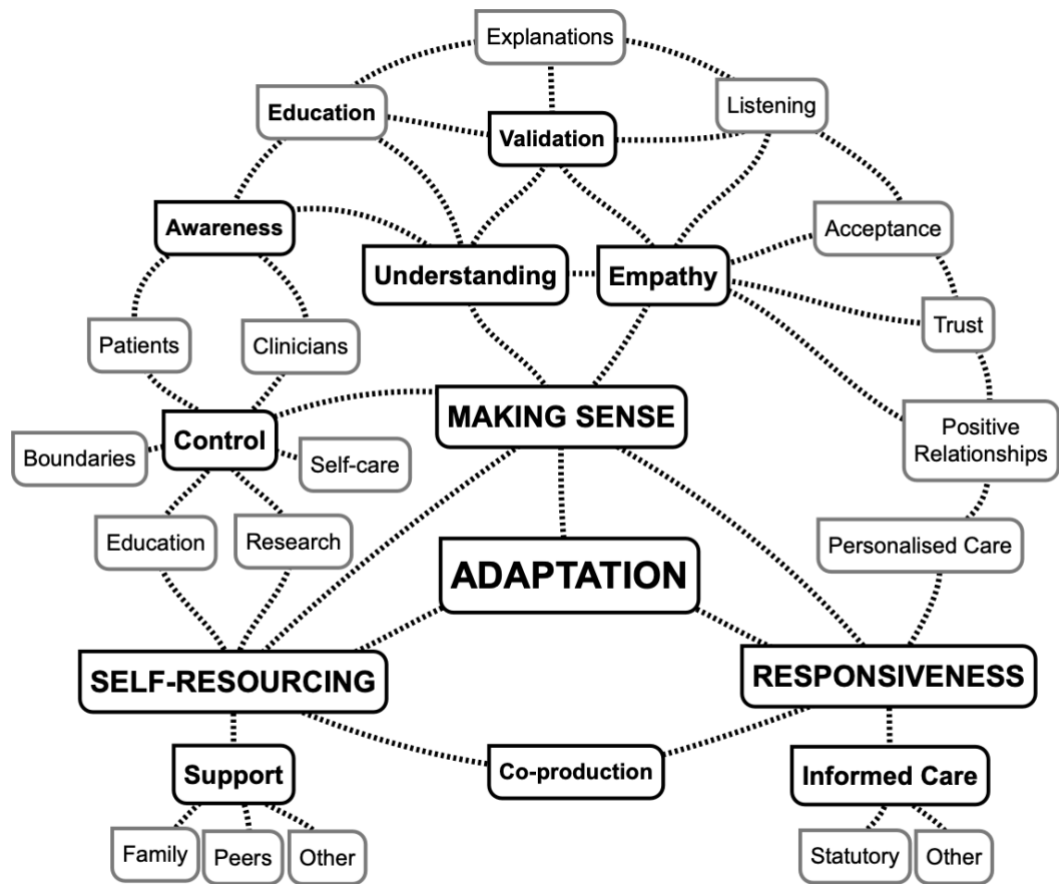 Explanations
Education
Listening
Validation
Awareness
Acceptance
Understanding
Empathy
Trust
Patients
Clinicians
MAKING SENSE
Control
Boundaries
Self-care
Positive
Relationships
Education
Research
Personalised Care
ADAPTATION
SELF-RESOURCING
RESPONSIVENESS
Support
Co-production
Informed Care
Family
Peers
Other
Statutory
Other